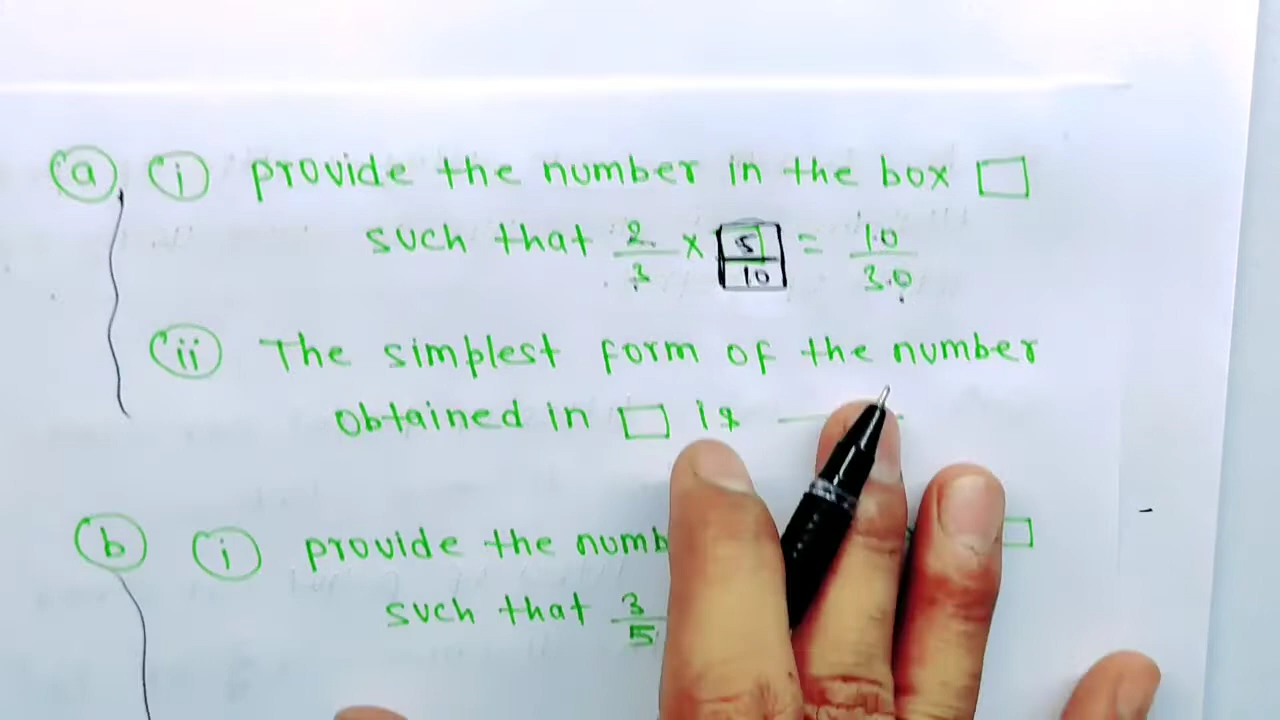 (a) (i) provide the number in the box □
such that 2/3 × 5/10 = 10/30
(ii) The simplest form of the number
obtained in □ is ___
(b) (i) provide the □
such that 3/5